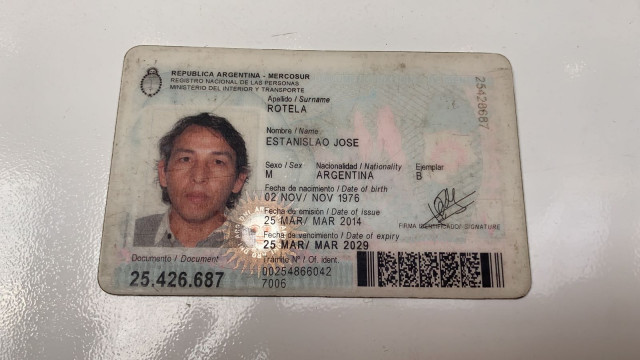 REPUBLICA ARGENTINA - MERCOSUR
REGISTRO NACIONAL DE LAS PERSONAS
MINISTERIO DEL INTERIOR Y TRANSPORTE
Apellido / Surname
ROTELA
Nombre / Name
ESTANISLAO JOSE
Sexo / Sex Nacionalidad / Nationality Ejemplar
M ARGENTINA B
Fecha de nacimiento / Date of birth
02 NOV/ NOV 1976
Fecha de emisión / Date of issue
25 MAR/ MAR 2014
FIRMA IDENTIFICADO / SIGNATURE
Fecha de vencimiento / Date of expiry
25 MAR/ MAR 2029
Documento / Document
25.426.687
Trámite Nº / Of. ident.
00254866042
7006